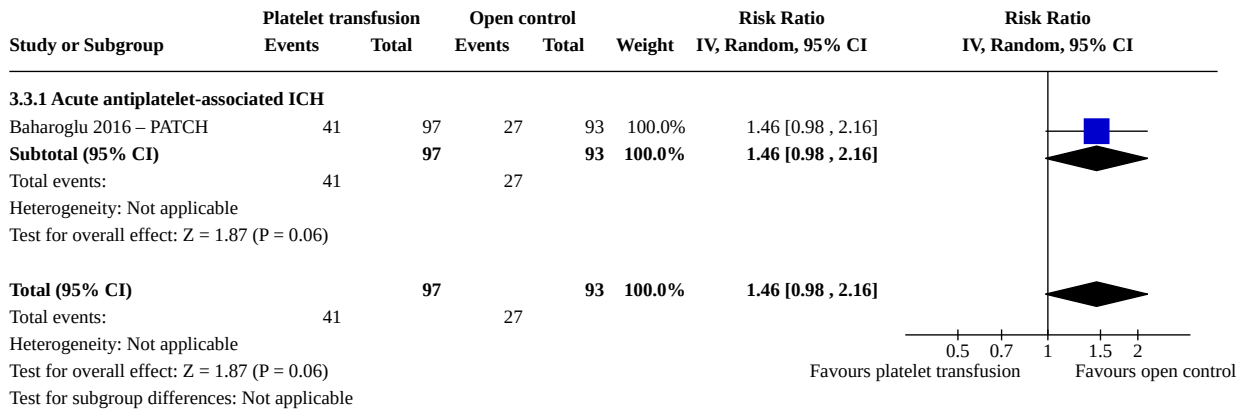 Platelet transfusion Open control Risk Ratio Risk Ratio
Study or Subgroup Events Total Events Total Weight IV, Random, 95% CI IV, Random, 95% CI
3.3.1 Acute antiplatelet-associated ICH
Baharoglu 2016 – PATCH 41 97 27 93 100.0% 1.46 [0.98 , 2.16]
Subtotal (95% CI) 97 93 100.0% 1.46 [0.98 , 2.16]
Total events: 41 27
Heterogeneity: Not applicable
Test for overall effect: Z = 1.87 (P = 0.06)
Total (95% CI) 97 93 100.0% 1.46 [0.98 , 2.16]
Total events: 41 27
Heterogeneity: Not applicable
0.5 0.7 1 1.5 2
Test for overall effect: Z = 1.87 (P = 0.06) Favours platelet transfusion Favours open control
Test for subgroup differences: Not applicable